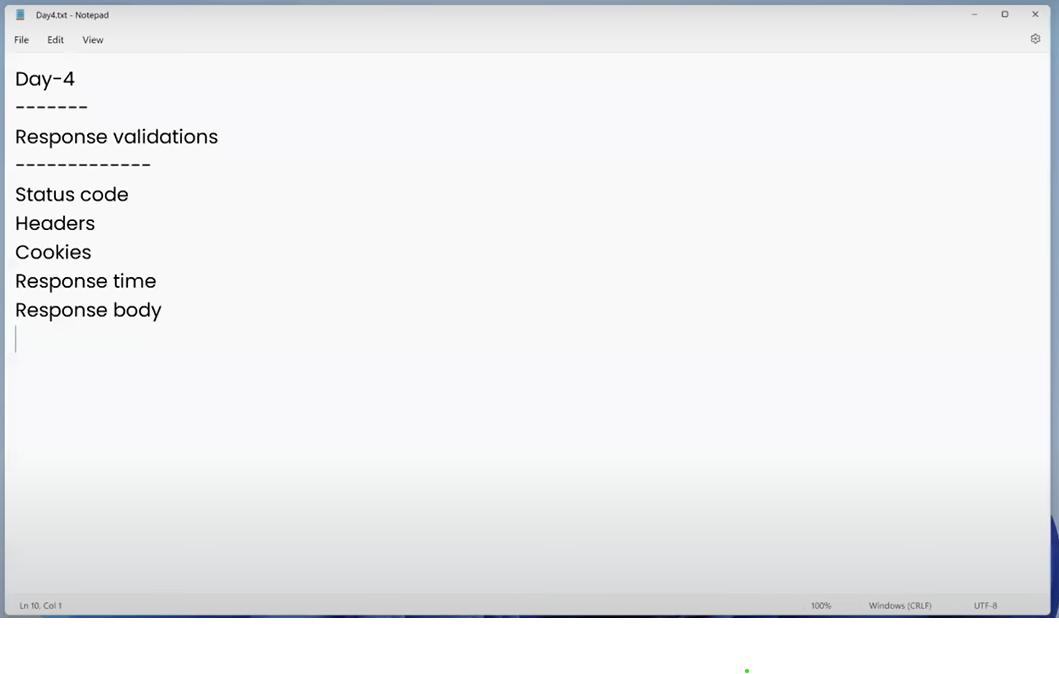 Day4.txt - Notepad
File Edit View
Day-4
-------
Response validations
-------------
Status code
Headers
Cookies
Response time
Response body
Ln 10, Col 1 100% Windows (CRLF) UTF-8